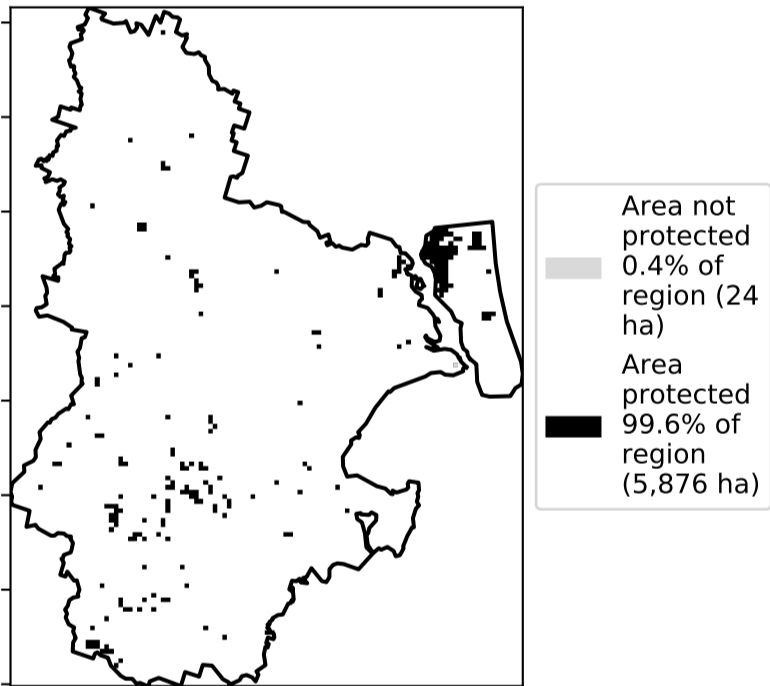 Area not
protected
0.4% of
region (24
ha)
Area
protected
99.6% of
region
(5,876 ha)